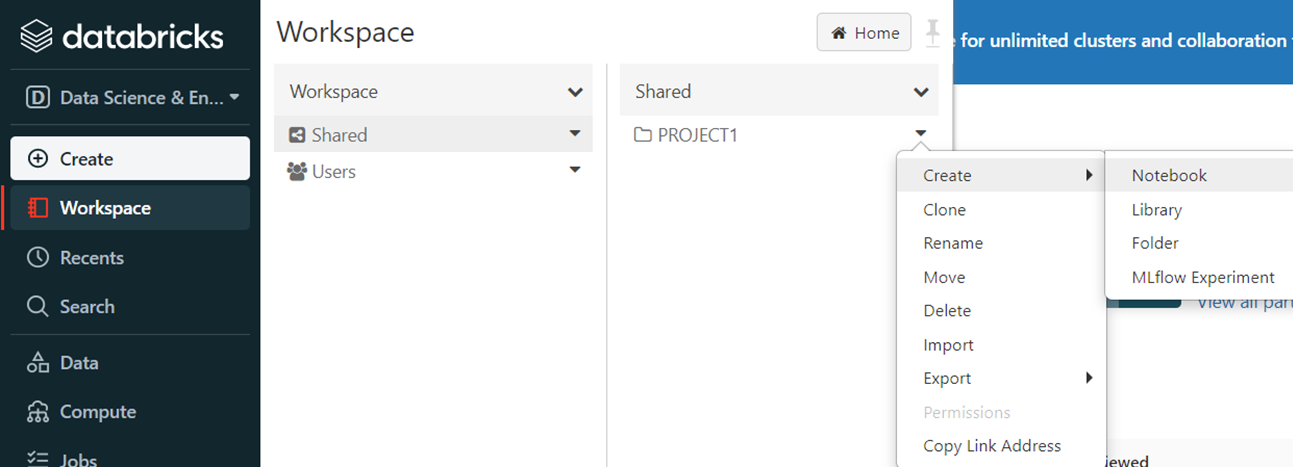 databricks
Data Science & En...
Create
Workspace
Recents
Search
Data
Compute
Jobs
Workspace
Home
Workspace
Shared
Users
Shared
PROJECT1
Create
Clone
Rename
Move
Delete
Import
Export
Permissions
Copy Link Address
Notebook
Library
Folder
MLflow Experiment
for unlimited clusters and collaboration
View all